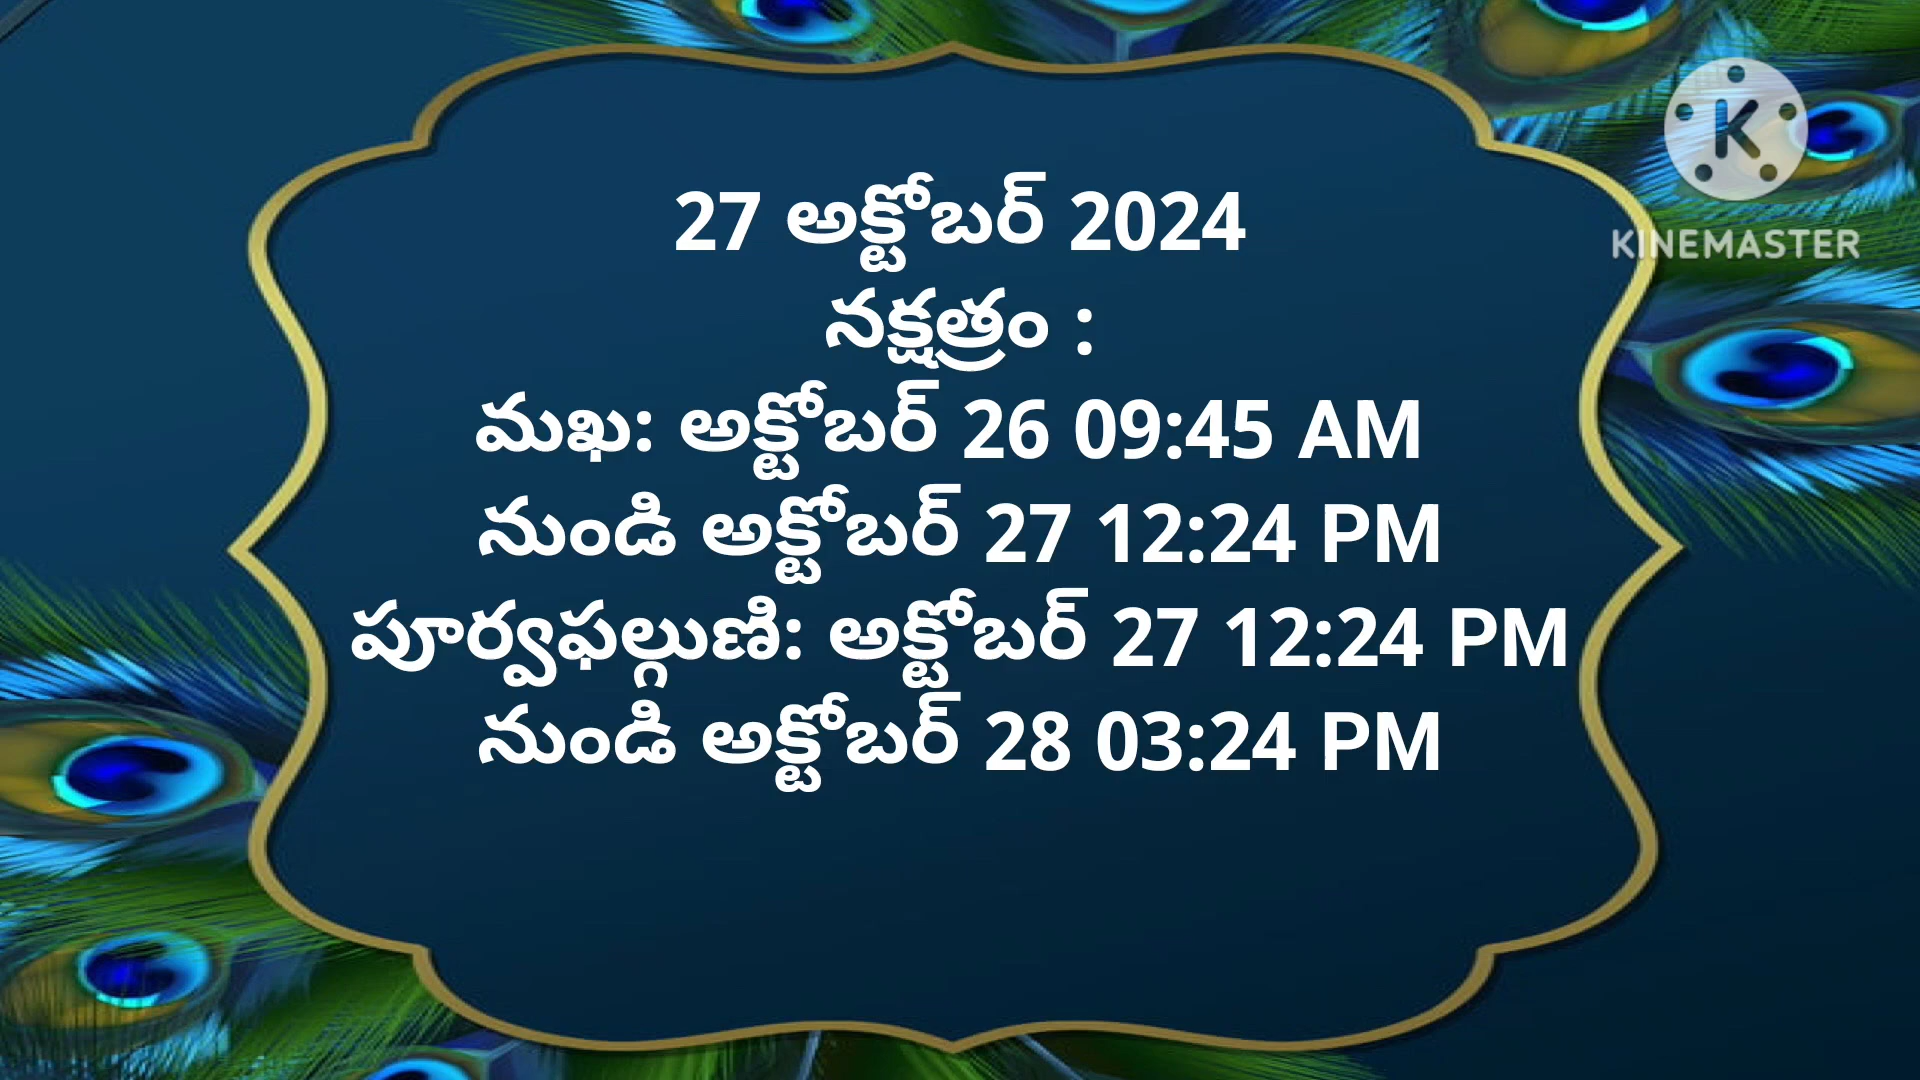 27 అక్టోబర్ 2024
నక్షత్రం :
మఖ: అక్టోబర్ 26 09:45 AM
నుండి అక్టోబర్ 27 12:24 PM
పూర్వఫల్గుణి: అక్టోబర్ 27 12:24 PM
నుండి అక్టోబర్ 28 03:24 PM
K
KINEMASTER